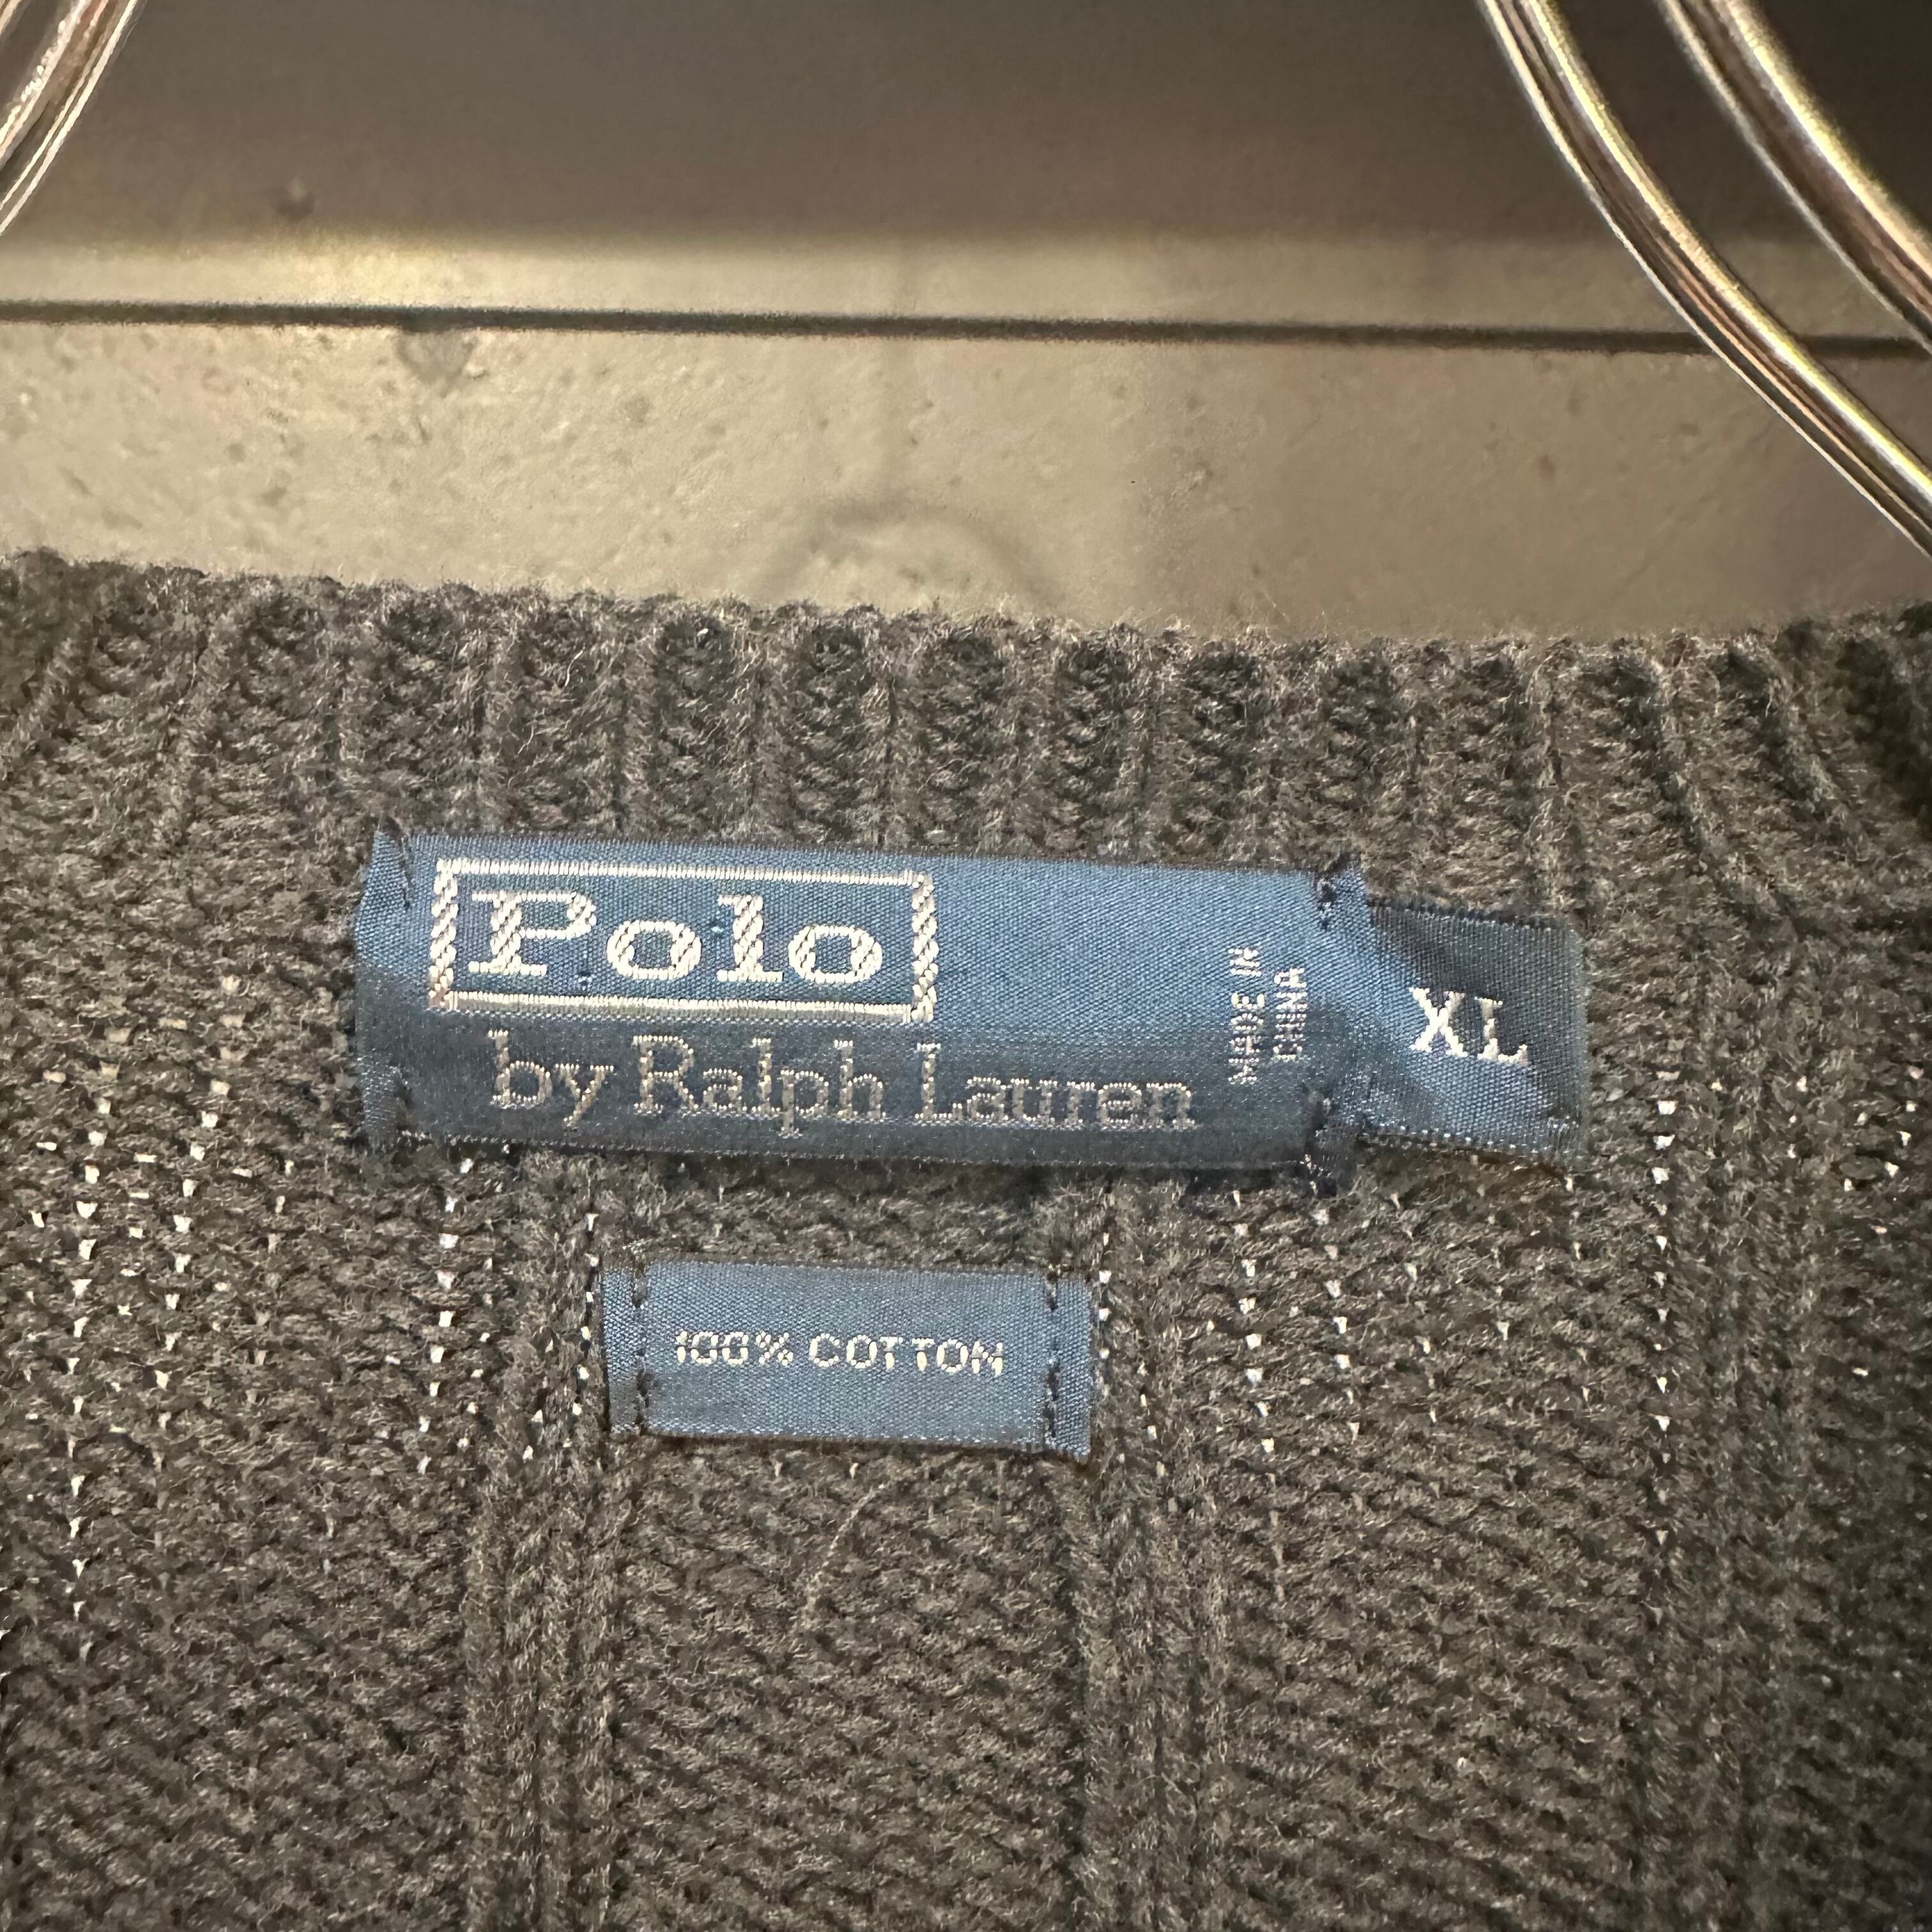 Polo
by Ralph Lauren
MADE IN
CHINA
XL
100% COTTON